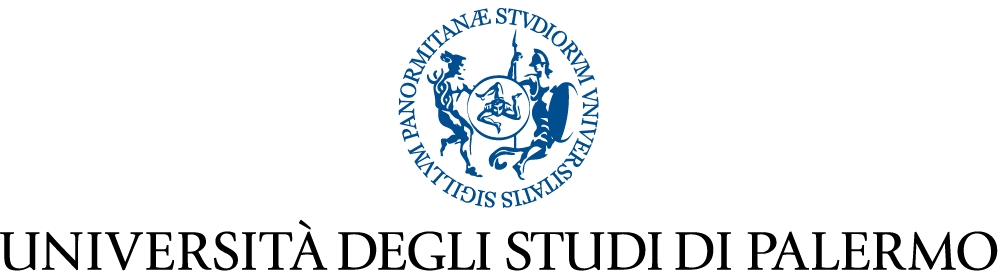 SIGILLVM PANORMITANÆ STVDIORVM VNIVERSITATIS
UNIVERSITÀ DEGLI STUDI DI PALERMO